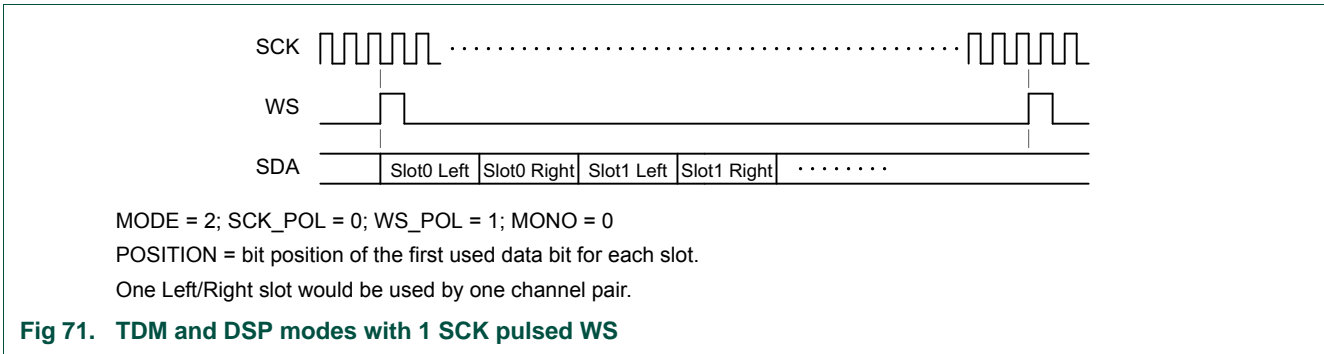 SCK
WS
SDA Slot0 Left Slot0 Right Slot1 Left Slot1 Right
MODE = 2; SCK_POL = 0; WS_POL = 1; MONO = 0
POSITION = bit position of the first used data bit for each slot.
One Left/Right slot would be used by one channel pair.
Fig 71. TDM and DSP modes with 1 SCK pulsed WS